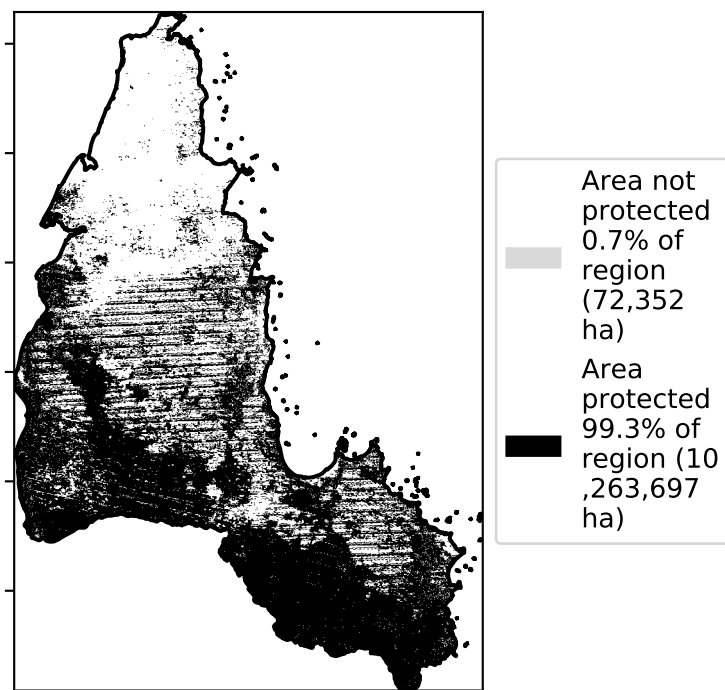 Area not
protected
0.7% of
region
(72,352
ha)
Area
protected
99.3% of
region (10
,263,697
ha)